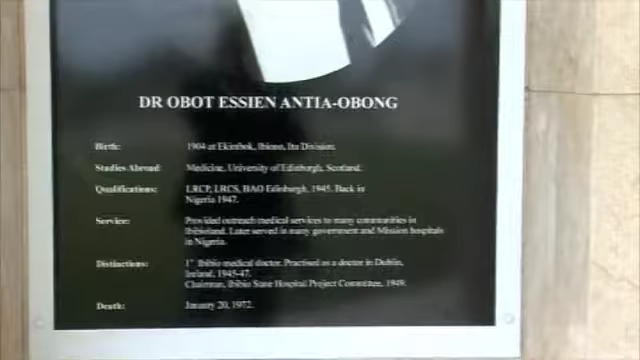 DR OBOT ESSIEN ANTIA-OBONG
Birth: 1904 at Ekimbok, Ibiono, Itu Division.
Studies Abroad: Medicine, University of Edinburgh, Scotland.
Qualifications: LRCP, LRCS, BAO Edinburgh, 1945. Back in
Nigeria 1947.
Service: Provided outreach medical services to many communities in
Ibibioland. Later served in many government and Mission hospitals
in Nigeria.
Distinctions: 1st Ibibio medical doctor. Practised as a doctor in Dublin,
Ireland, 1945-47.
Chairman, Ibibio State Hospital Project Committee, 1949.
Death: January 20, 1972.